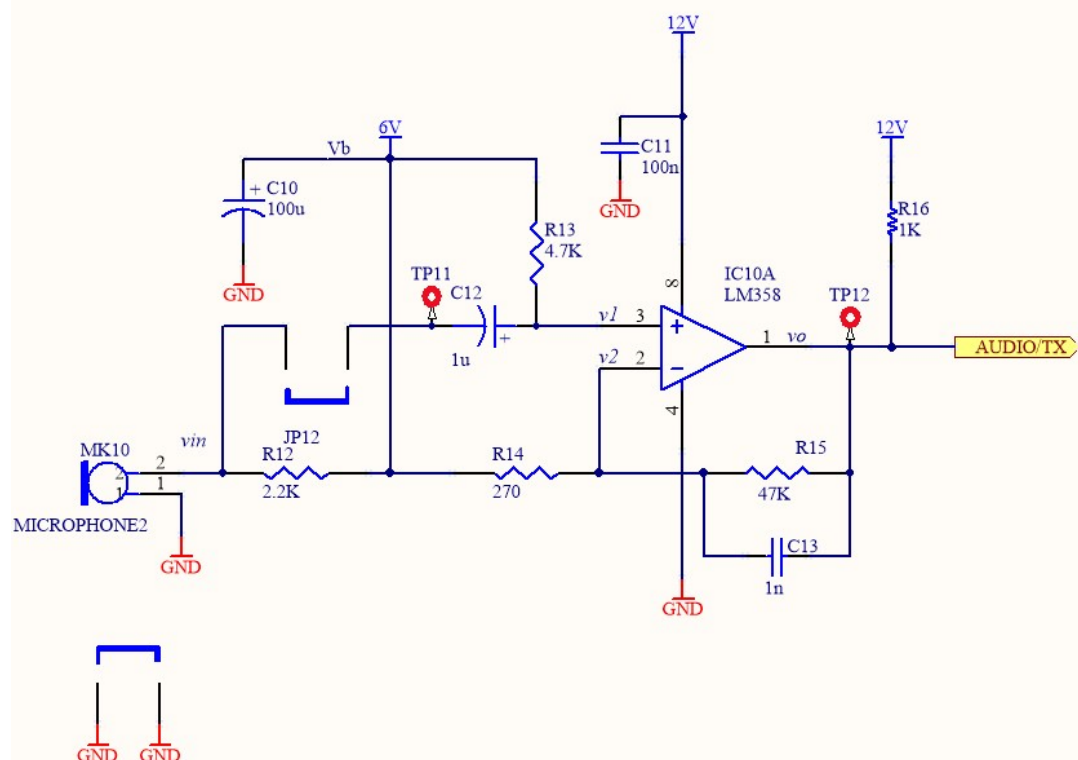 12V
6V
12V
Vb
C11
100n
+ C10
100u
R16
1K
R13
4.7K
GND
8
IC10A
LM358
TP11
C12
TP12
GND
v1
3
+
1
vo
AUDIO/TX
1u
+
v2
2
−
4
JP12
vin
MK10
R12
R14
R15
2
2
2.2K
270
47K
1
1
MICROPHONE2
C13
GND
1n
GND
GND
GND